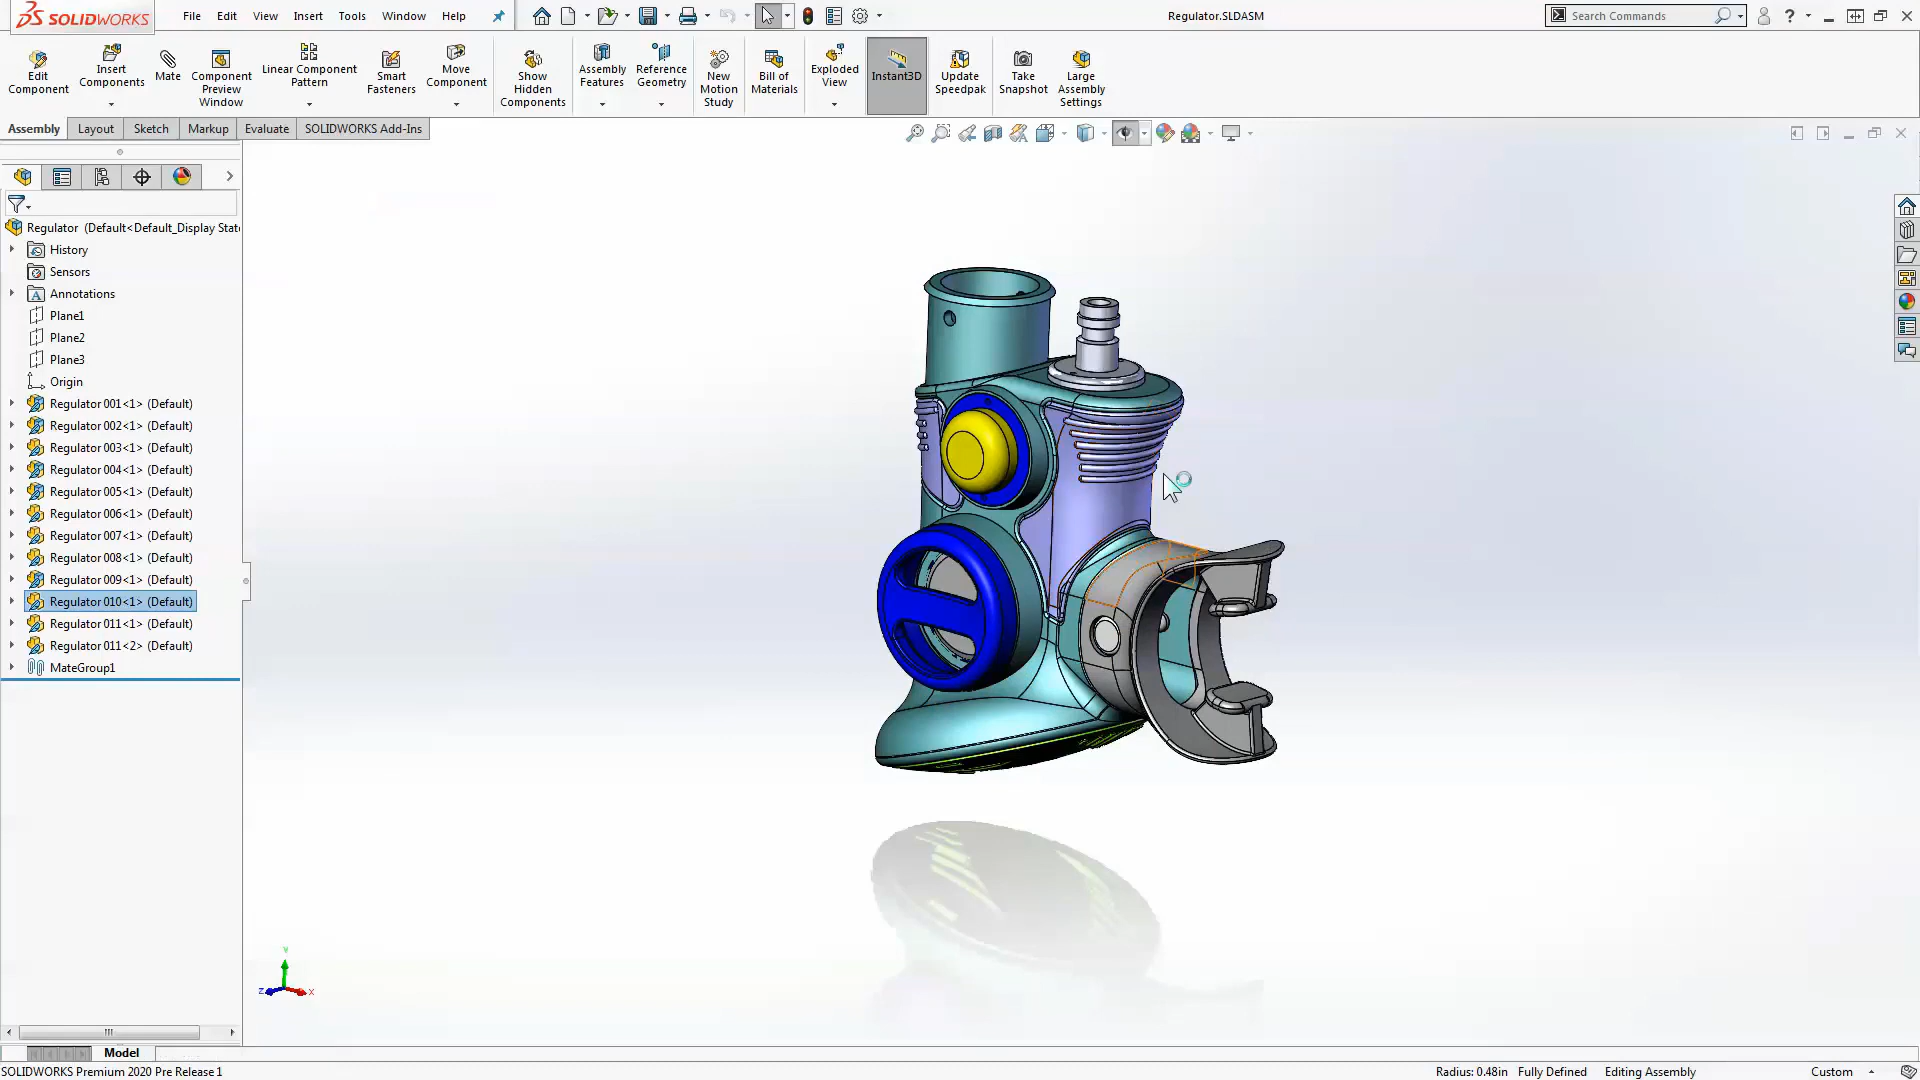 SOLIDWORKS
File Edit View Insert Tools Window Help
Regulator.SLDASM
Search Commands
Edit Component
Insert Components
Mate
Component Preview Window
Linear Component Pattern
Smart Fasteners
Move Component
Show Hidden Components
Assembly Features
Reference Geometry
New Motion Study
Bill of Materials
Exploded View
Instant3D
Update Speedpak
Take Snapshot
Large Assembly Settings
Assembly Layout Sketch Markup Evaluate SOLIDWORKS Add-Ins
Regulator (Default<Default_Display State
History
Sensors
Annotations
Plane1
Plane2
Plane3
Origin
Regulator 001<1> (Default)
Regulator 002<1> (Default)
Regulator 003<1> (Default)
Regulator 004<1> (Default)
Regulator 005<1> (Default)
Regulator 006<1> (Default)
Regulator 007<1> (Default)
Regulator 008<1> (Default)
Regulator 009<1> (Default)
Regulator 010<1> (Default)
Regulator 011<1> (Default)
Regulator 011<2> (Default)
MateGroup1
Y
Z
X
Model
SOLIDWORKS Premium 2020 Pre Release 1
Radius: 0.48in Fully Defined Editing Assembly Custom